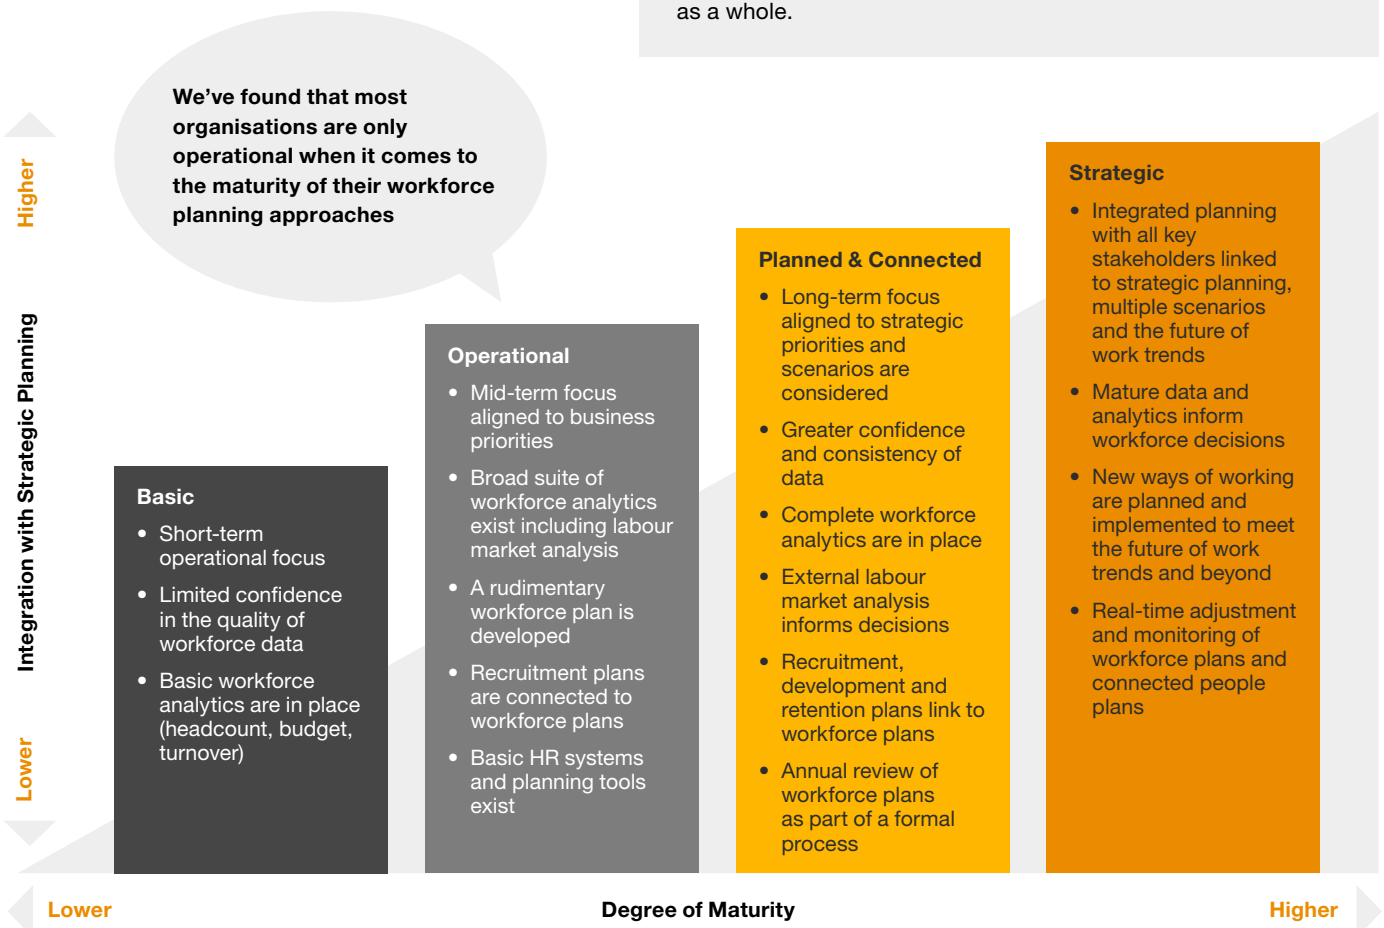 as a whole.
We've found that most
organisations are only
operational when it comes to
the maturity of their workforce
planning approaches
Higher
Integration with Strategic Planning
Lower
Basic
• Short-term
operational focus
• Limited confidence
in the quality of
workforce data
• Basic workforce
analytics are in place
(headcount, budget,
turnover)
Operational
• Mid-term focus
aligned to business
priorities
• Broad suite of
workforce analytics
exist including labour
market analysis
• A rudimentary
workforce plan is
developed
• Recruitment plans
are connected to
workforce plans
• Basic HR systems
and planning tools
exist
Planned & Connected
• Long-term focus
aligned to strategic
priorities and
scenarios are
considered
• Greater confidence
and consistency of
data
• Complete workforce
analytics are in place
• External labour
market analysis
informs decisions
• Recruitment,
development and
retention plans link to
workforce plans
• Annual review of
workforce plans
as part of a formal
process
Strategic
• Integrated planning
with all key
stakeholders linked
to strategic planning,
multiple scenarios
and the future of
work trends
• Mature data and
analytics inform
workforce decisions
• New ways of working
are planned and
implemented to meet
the future of work
trends and beyond
• Real-time adjustment
and monitoring of
workforce plans and
connected people
plans
Lower
Degree of Maturity
Higher